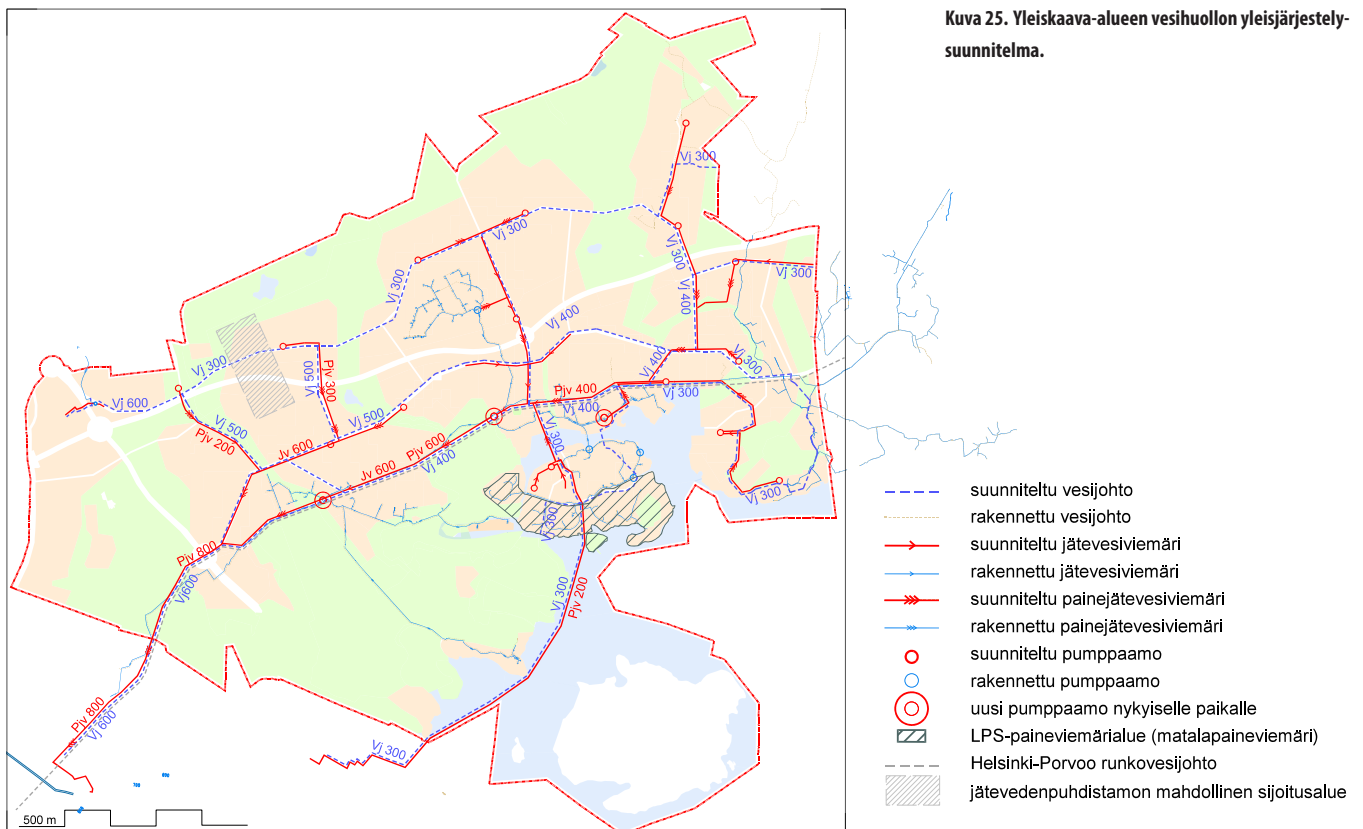 Kuva 25. Yleiskaava-alueen vesihuollon yleisjärjestely-
suunnitelma.
Vj 300
Vj 300
Vj 300
Vj 300
Vj 300
Vj 400
Vj 400
Vj 300
Vj 300
Vj 600
Vj 500
Pjv 300
Vj 500
Vj 500
Pjv 200
Jv 600
Pjv 400
Vj 400
Vj 400
Vj 300
Vj 300
Pjv 600
Jv 600
Vj 400
Vj 300
Vj 300
Vj 300
Pjv 800
Vj600
Vj 300
Pjv 200
Pjv 800
Vj 600
Vj 300
500 m
suunniteltu vesijohto
rakennettu vesijohto
suunniteltu jätevesiviemäri
rakennettu jätevesiviemäri
suunniteltu painejätevesiviemäri
rakennettu painejätevesiviemäri
suunniteltu pumppaamo
rakennettu pumppaamo
uusi pumppaamo nykyiselle paikalle
LPS-paineviemärialue (matalapaineviemäri)
Helsinki-Porvoo runkovesijohto
jätevedenpuhdistamon mahdollinen sijoitusalue